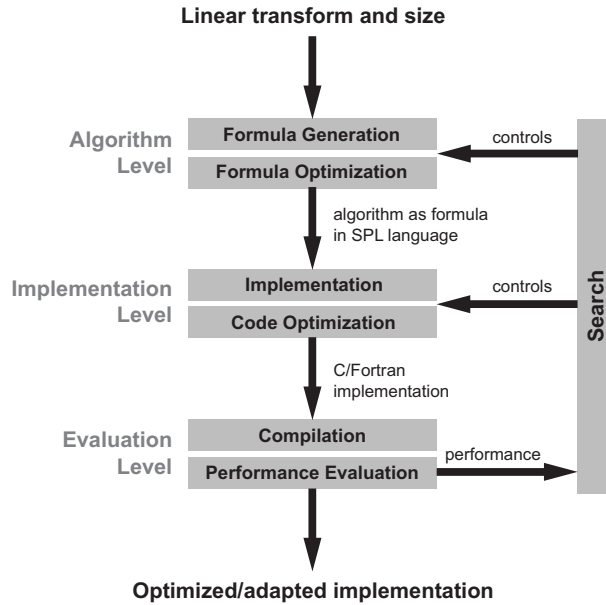 Linear transform and size
Algorithm
Level
Formula Generation
Formula Optimization
controls
algorithm as formula
in SPL language
Implementation
Level
Implementation
Code Optimization
controls
Search
C/Fortran
implementation
Evaluation
Level
Compilation
Performance Evaluation
performance
Optimized/adapted implementation